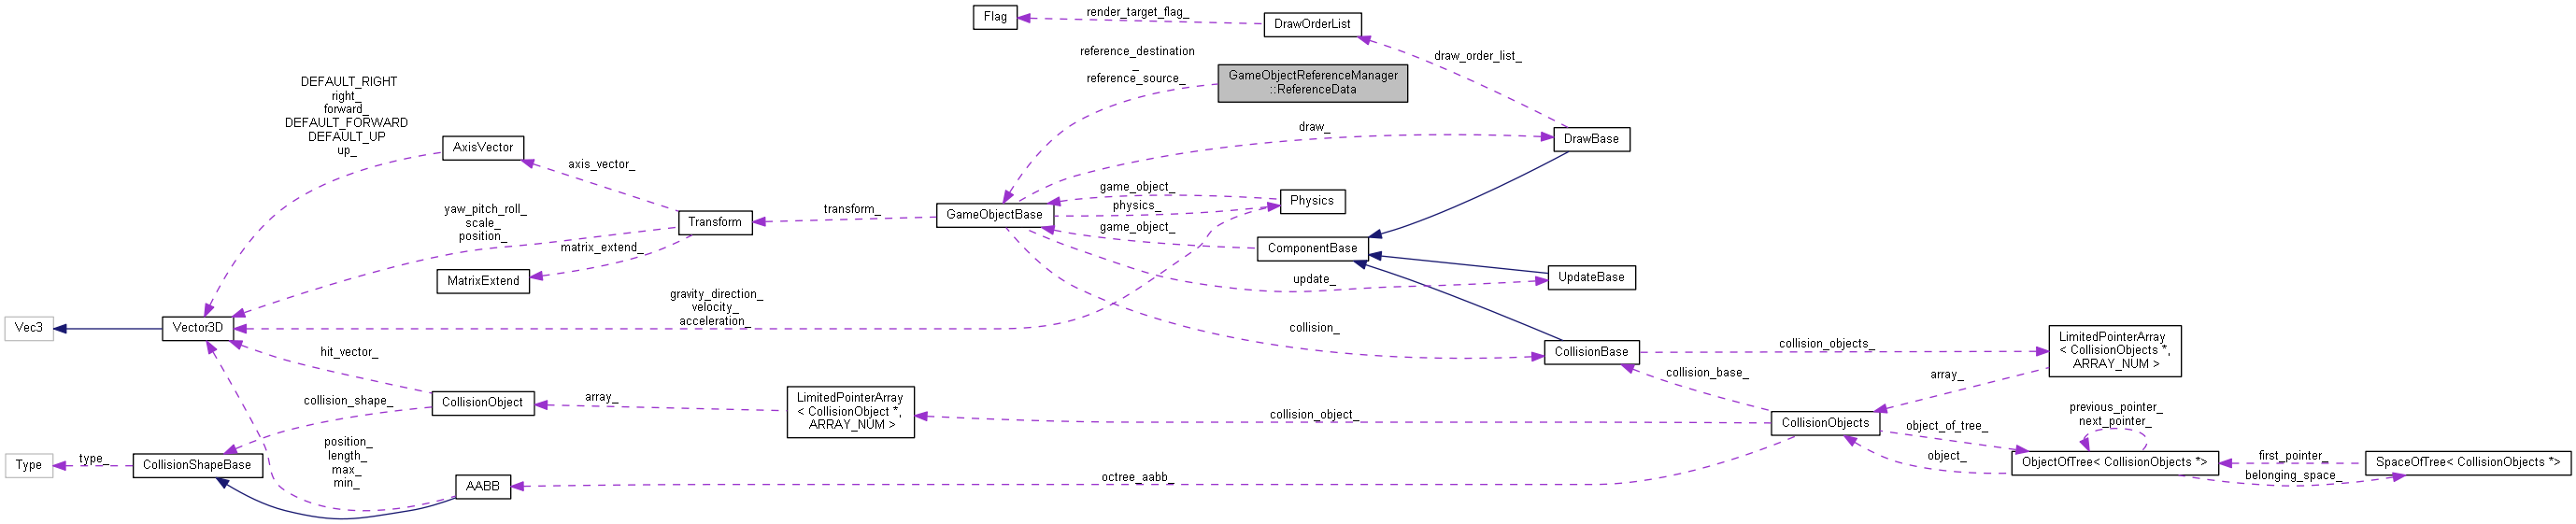 Flag
render_target_flag_
DrawOrderList
reference_destination
_
reference_source_
GameObjectReferenceManager
::ReferenceData
draw_order_list_
DEFAULT_RIGHT
right_
forward_
DEFAULT_FORWARD
DEFAULT_UP
up_
AxisVector
axis_vector_
draw_
DrawBase
yaw_pitch_roll_
scale_
position_
Transform
transform_
GameObjectBase
game_object_
physics_
game_object_
Physics
matrix_extend_
MatrixExtend
ComponentBase
update_
UpdateBase
gravity_direction_
velocity_
acceleration_
Vec3
Vector3D
collision_
CollisionBase
collision_objects_
LimitedPointerArray
< CollisionObjects *,
ARRAY_NUM >
hit_vector_
collision_shape_
CollisionObject
array_
LimitedPointerArray
< CollisionObject *,
ARRAY_NUM >
collision_object_
collision_base_
array_
CollisionObjects
object_of_tree_
object_
previous_pointer_
next_pointer_
Type
type_
CollisionShapeBase
position_
length_
max_
min_
AABB
octree_aabb_
ObjectOfTree< CollisionObjects *>
first_pointer_
belonging_space_
SpaceOfTree< CollisionObjects *>